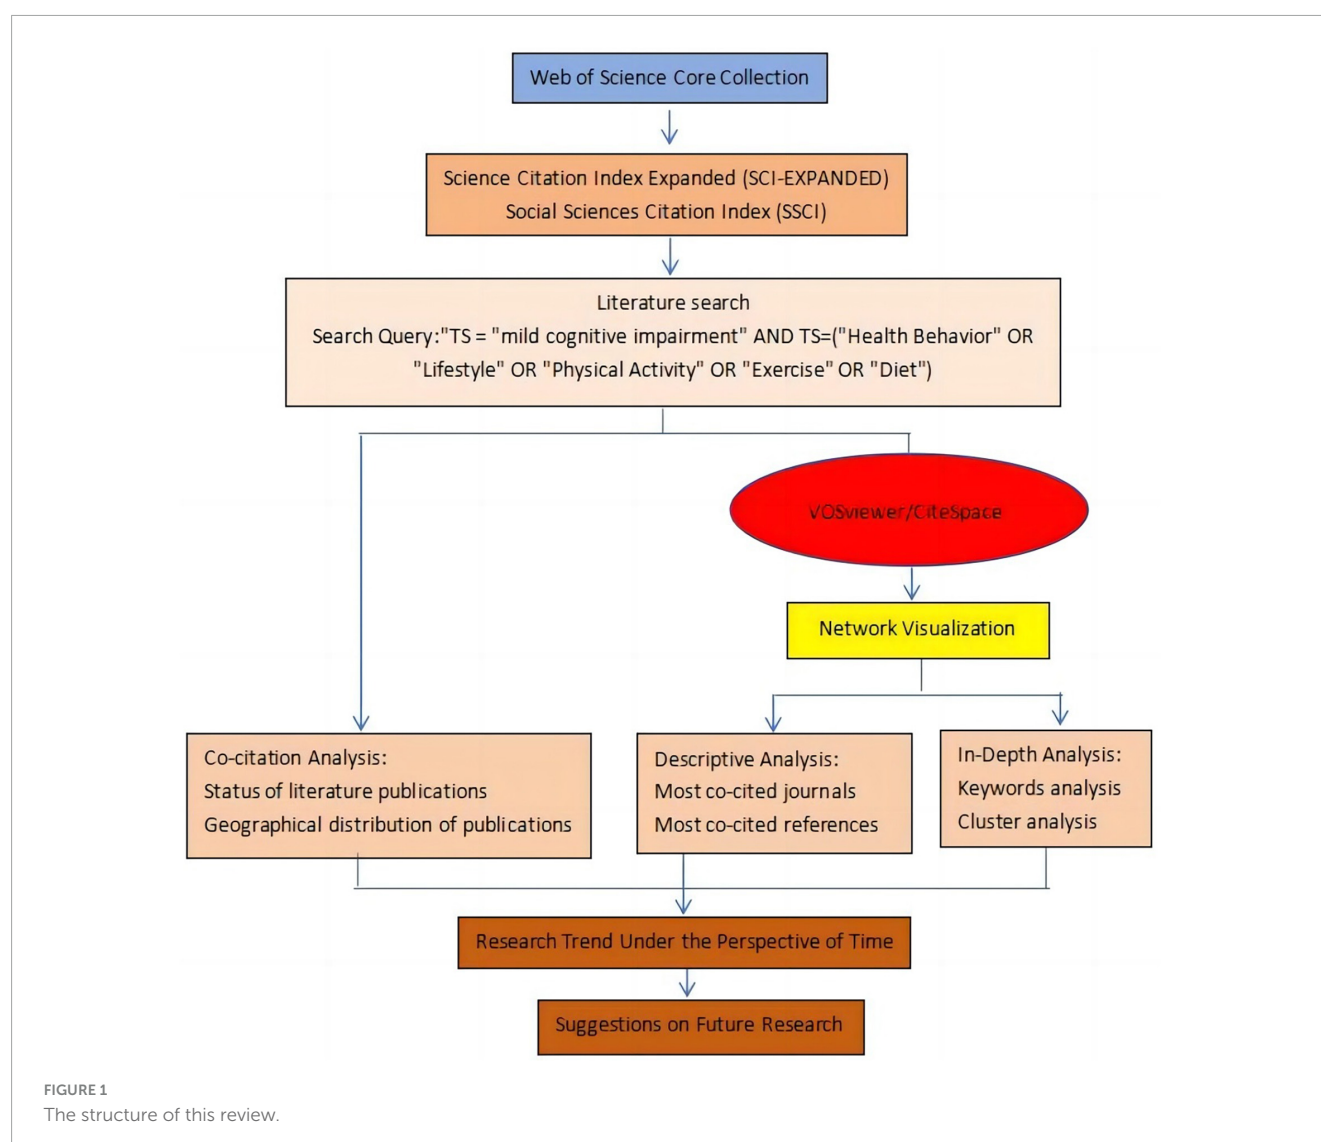 Web of Science Core Collection
Science Citation Index Expanded (SCI-EXPANDED)
Social Sciences Citation Index (SSCI)
Literature search
Search Query:"TS = "mild cognitive impairment" AND TS=("Health Behavior" OR
"Lifestyle" OR "Physical Activity" OR "Exercise" OR "Diet")
VOSviewer/CiteSpace
Network Visualization
Co-citation Analysis:
Status of literature publications
Geographical distribution of publications
Descriptive Analysis:
Most co-cited journals
Most co-cited references
In-Depth Analysis:
Keywords analysis
Cluster analysis
Research Trend Under the Perspective of Time
Suggestions on Future Research
FIGURE 1
The structure of this review.